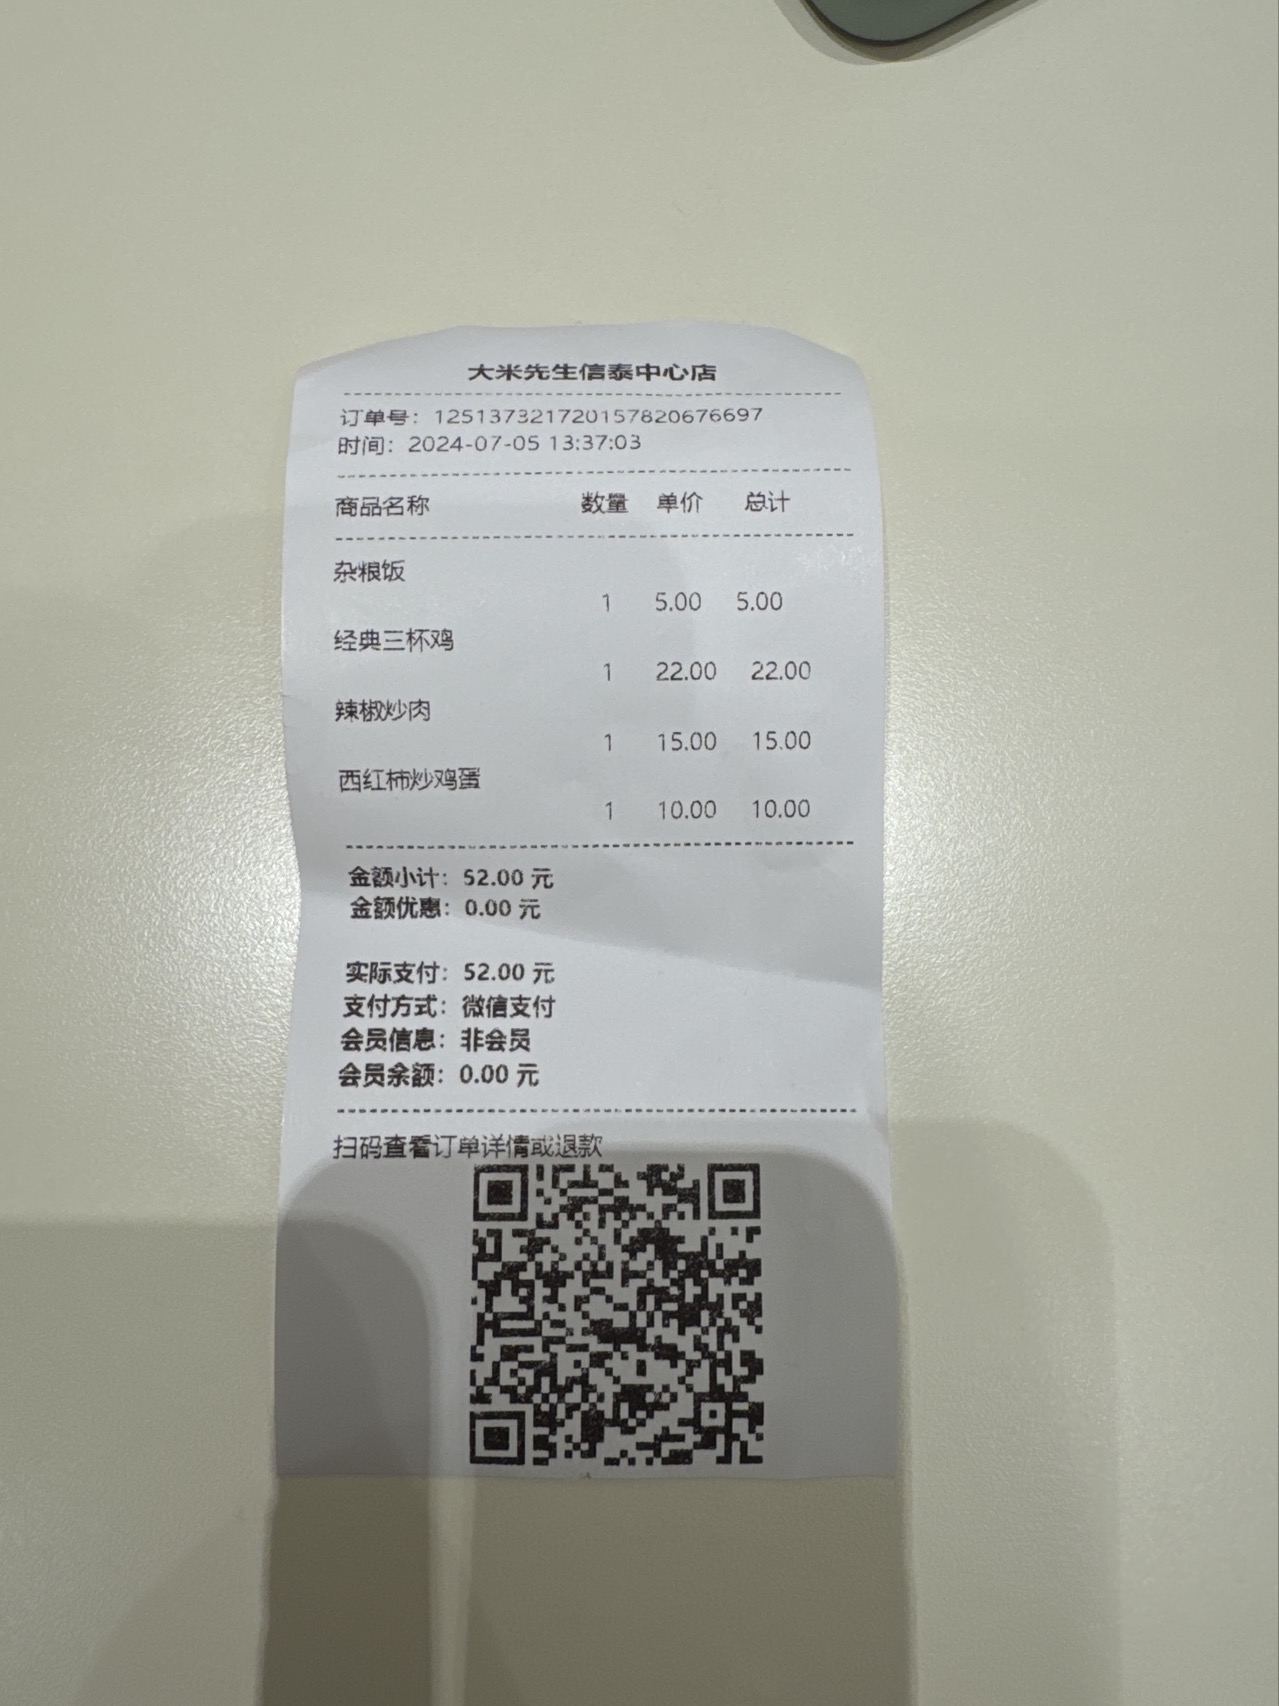 大米先生信泰中心店
订单号：1251373217201578206766​97
时间：2024-07-05 13:37:03
商品名称 数量 单价 总计
杂粮饭
1 5.00 5.00
经典三杯鸡
1 22.00 22.00
辣椒炒肉
1 15.00 15.00
西红柿炒鸡蛋
1 10.00 10.00
金额小计：52.00 元
金额优惠：0.00 元
实际支付：52.00 元
支付方式：微信支付
会员信息：非会员
会员余额：0.00 元
扫码查看订单详情或退款